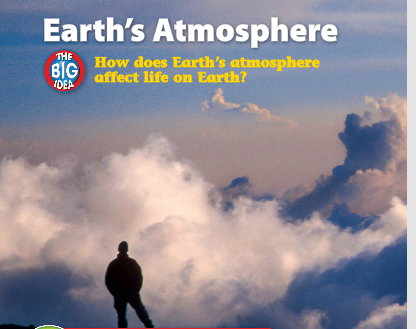 Earth's Atmosphere
THE
BIG
IDEA
How does Earth's atmosphere
affect life on Earth?